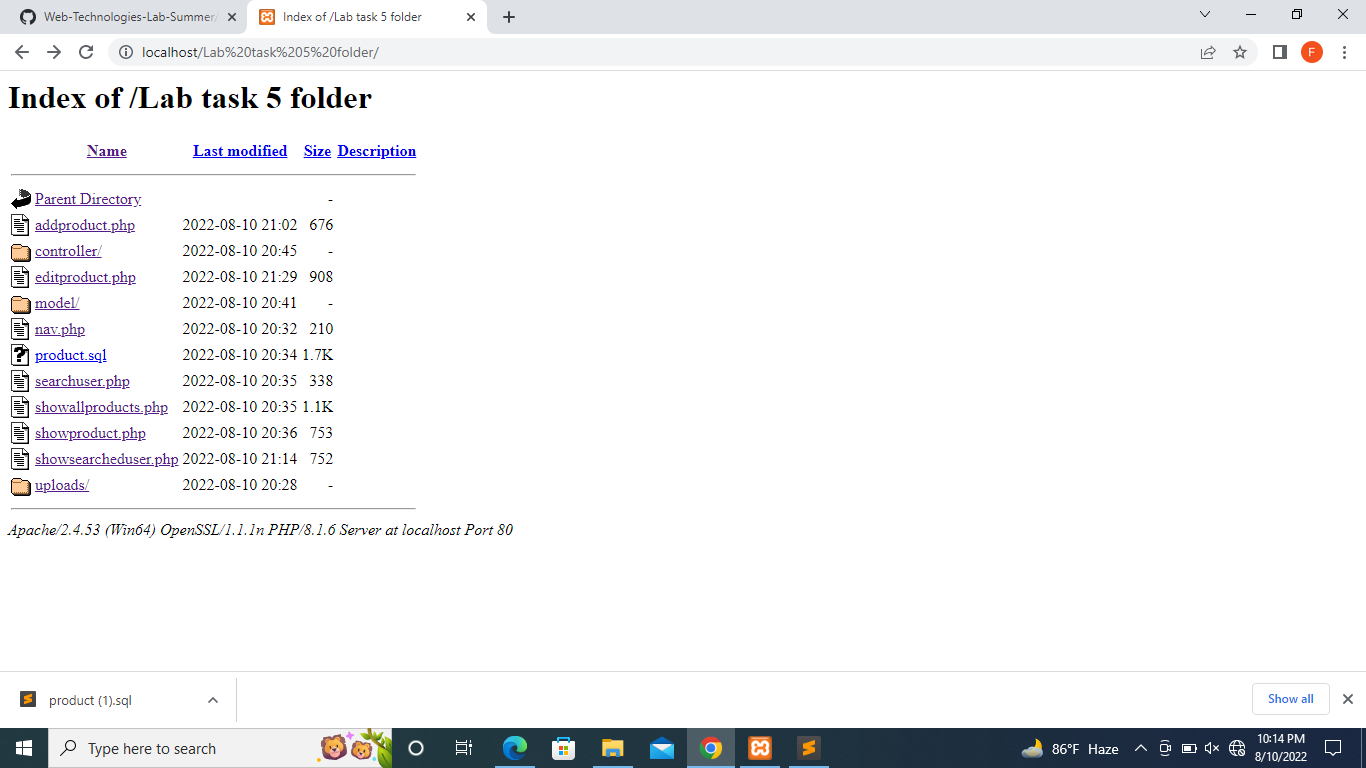 Web-Technologies-Lab-Summer/
Index of /Lab task 5 folder
localhost/Lab%20task%205%20folder/
F
Index of /Lab task 5 folder
Name Last modified Size Description
Parent Directory -
addproduct.php 2022-08-10 21:02 676
controller/ 2022-08-10 20:45 -
editproduct.php 2022-08-10 21:29 908
model/ 2022-08-10 20:41 -
nav.php 2022-08-10 20:32 210
product.sql 2022-08-10 20:34 1.7K
searchuser.php 2022-08-10 20:35 338
showallproducts.php 2022-08-10 20:35 1.1K
showproduct.php 2022-08-10 20:36 753
showsearcheduser.php 2022-08-10 21:14 752
uploads/ 2022-08-10 20:28 -
Apache/2.4.53 (Win64) OpenSSL/1.1.1n PHP/8.1.6 Server at localhost Port 80
product (1).sql
Show all
Type here to search
86°F Haze
10:14 PM
8/10/2022